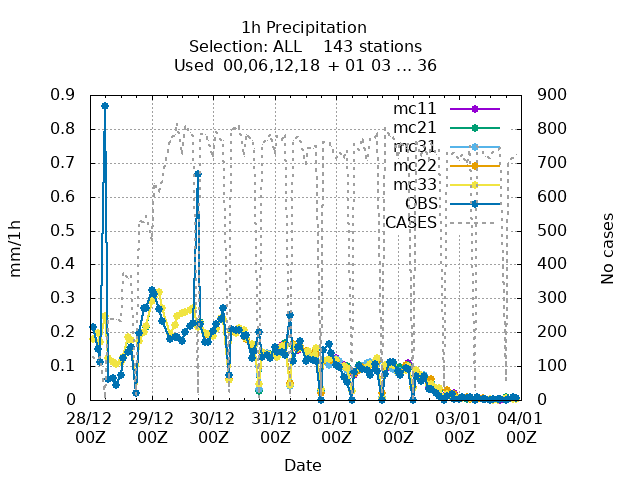 1h Precipitation
Selection: ALL 143 stations
Used 00,06,12,18 + 01 03 ... 36
0.9 900
mc11
0.8 800
mc21
mc31
0.7 700
mc22
mc33
0.6 600
OBS
CASES
0.5 500
0.4 400
0.3 300
0.2 200
0.1 100
0 0
mm/1h
No cases
28/12 29/12 30/12 31/12 01/01 02/01 03/01 04/01
00Z 00Z 00Z 00Z 00Z 00Z 00Z 00Z
Date